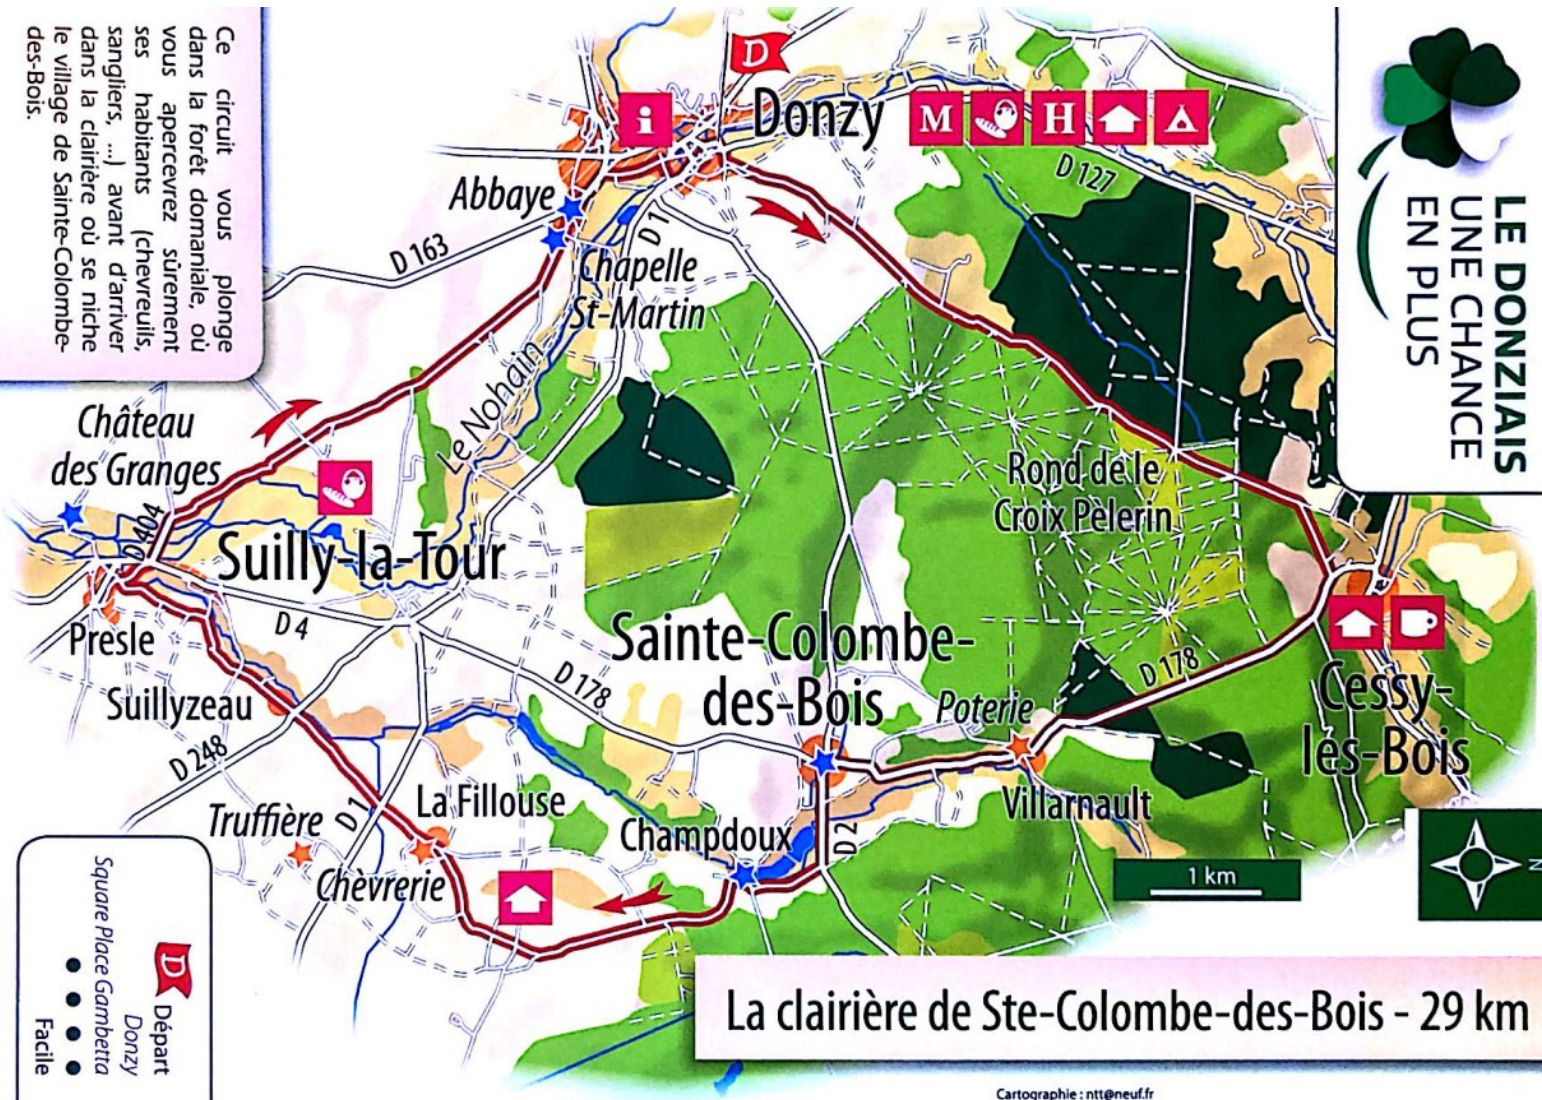 Ce circuit vous plonge
dans la forêt domaniale, où
vous apercevrez sûrement
ses habitants (chevreuils,
sangliers, ...) avant d'arriver
dans la clairière où se niche
le village de Sainte-Colombe-
des-Bois.
LE DONZIAIS
UNE CHANCE
EN PLUS
D
i
Donzy
M
H
D 127
Abbaye
D 163
D 1
Chapelle
St-Martin
Le Nohain
Château
des Granges
Rond de le
Croix Pèlerin
D 404
Suilly-la-Tour
D 4
Presle
Sainte-Colombe-
des-Bois
D 178
D 178
Suillyzeau
Poterie
Cessy-
lès-Bois
D 248
La Fillouse
Villarnault
Truffière
D 1
Champdoux
D 2
Chèvrerie
1 km
N
D Départ
Donzy
Square Place Gambetta
Facile
La clairière de Ste-Colombe-des-Bois - 29 km
Cartographie : ntt@neuf.fr